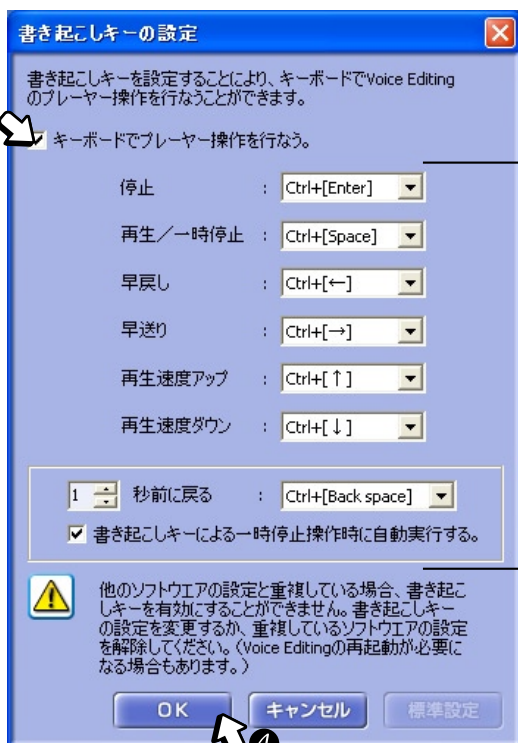 書き起こしキーの設定
書き起こしキーを設定することにより、キーボードでVoice Editing
のプレーヤー操作を行なうことができます。
キーボードでプレーヤー操作を行なう。
停止 : Ctrl+[Enter]
再生／一時停止 : Ctrl+[Space]
早戻し : Ctrl+[←]
早送り : Ctrl+[→]
再生速度アップ : Ctrl+[↑]
再生速度ダウン : Ctrl+[↓]
1 秒前に戻る : Ctrl+[Back space]
書き起こしキーによる一時停止操作時に自動実行する。
他のソフトウエアの設定と重複している場合、書き起こ
しキーを有効にすることができません。書き起こしキー
の設定を変更するか、重複しているソフトウエアの設定
を解除してください。（Voice Editingの再起動が必要に
なる場合もあります。）
OK キャンセル 標準設定